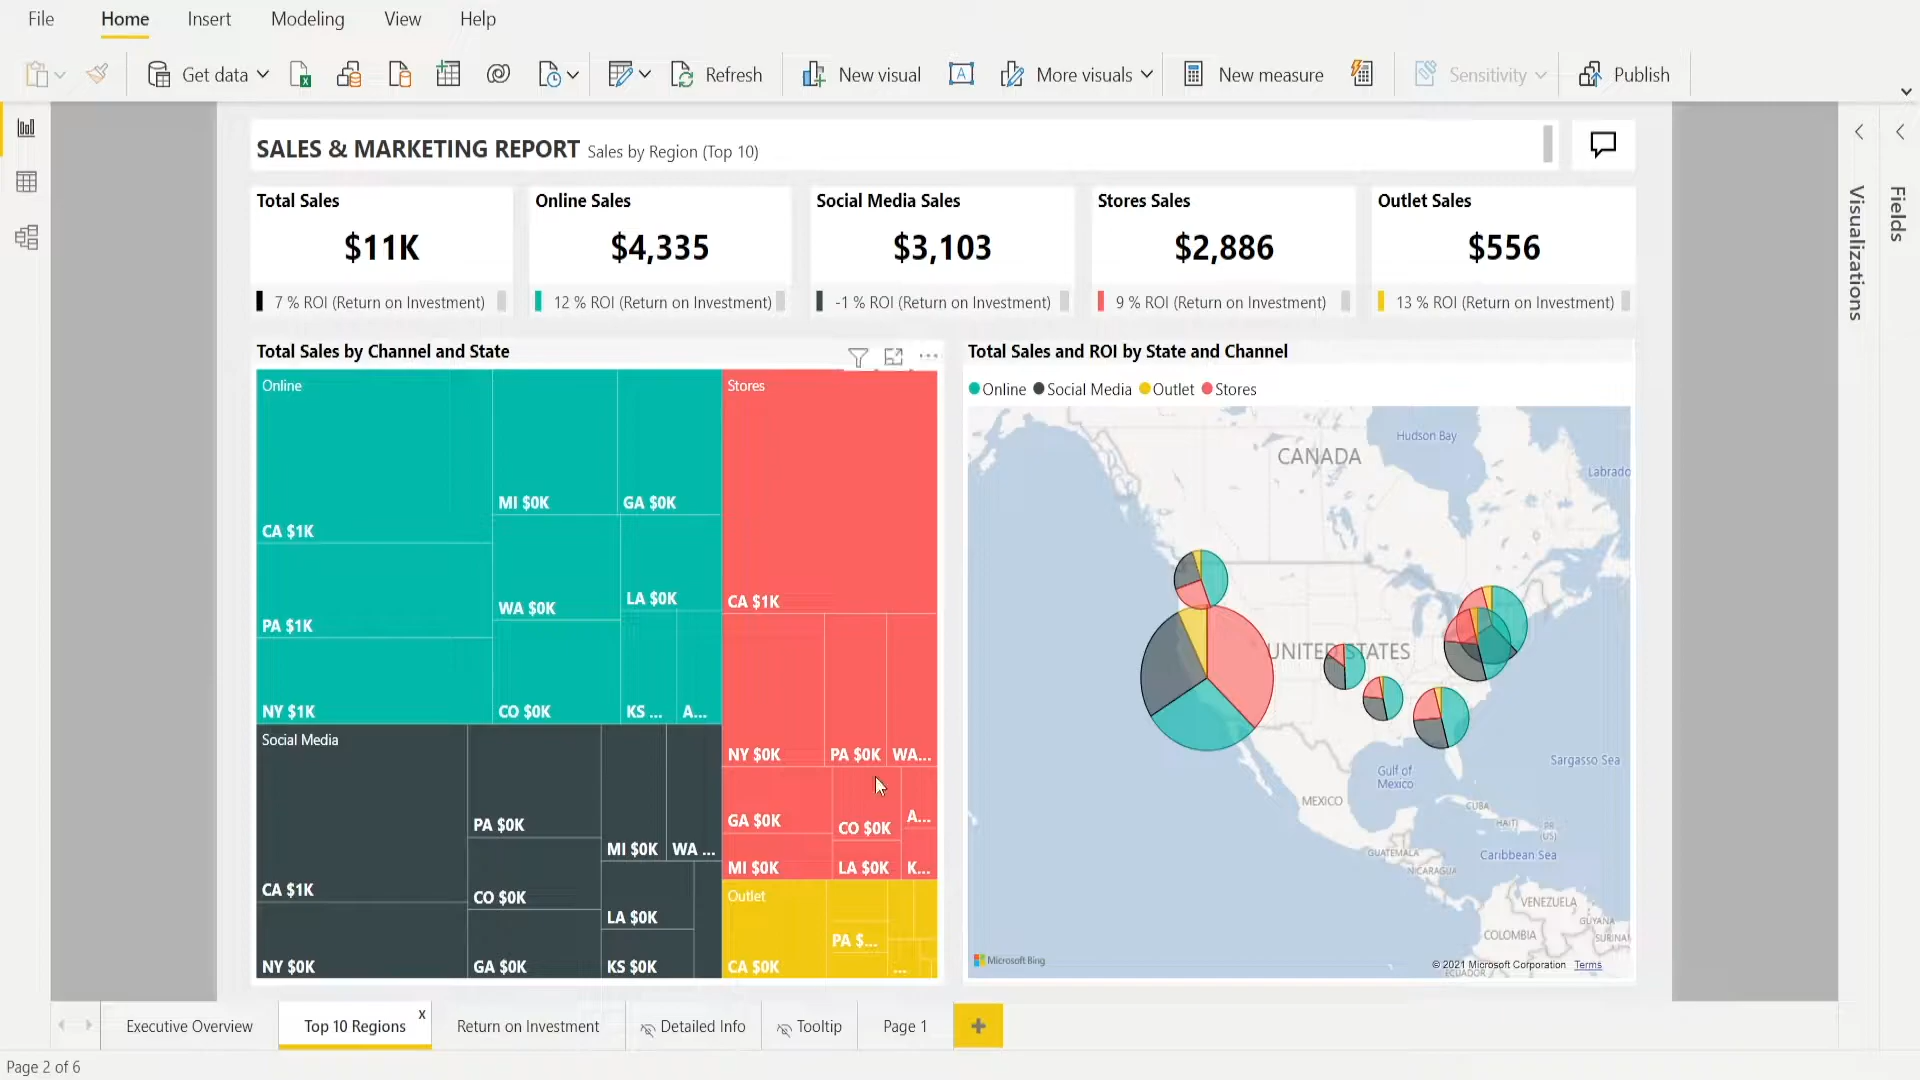 File Home Insert Modeling View Help
Get data Refresh New visual More visuals New measure Sensitivity Publish
SALES & MARKETING REPORT Sales by Region (Top 10)
Total Sales
$11K
7 % ROI (Return on Investment)
Online Sales
$4,335
12 % ROI (Return on Investment)
Social Media Sales
$3,103
-1 % ROI (Return on Investment)
Stores Sales
$2,886
9 % ROI (Return on Investment)
Outlet Sales
$556
13 % ROI (Return on Investment)
Visualizations
Fields
Total Sales by Channel and State
Online
CA $1K
PA $1K
NY $1K
MI $0K
GA $0K
WA $0K
LA $0K
CO $0K
KS ...
A...
Social Media
CA $1K
NY $0K
PA $0K
CO $0K
GA $0K
MI $0K
WA ...
LA $0K
KS $0K
Stores
CA $1K
NY $0K
PA $0K
WA...
GA $0K
MI $0K
CO $0K
A...
LA $0K
K...
Outlet
CA $0K
PA $...
...
Total Sales and ROI by State and Channel
Online Social Media Outlet Stores
Hudson Bay
CANADA
Labrado
UNITED STATES
Gulf of
Mexico
MEXICO
Sargasso Sea
CUBA
HAITI
PR
(US)
GUATEMALA
Caribbean Sea
NICARAGUA
VENEZUELA
GUYANA
COLOMBIA
SURINA
ECUADOR
Microsoft Bing
© 2021 Microsoft Corporation Terms
Executive Overview
Top 10 Regions x
Return on Investment
Detailed Info
Tooltip
Page 1
+
Page 2 of 6